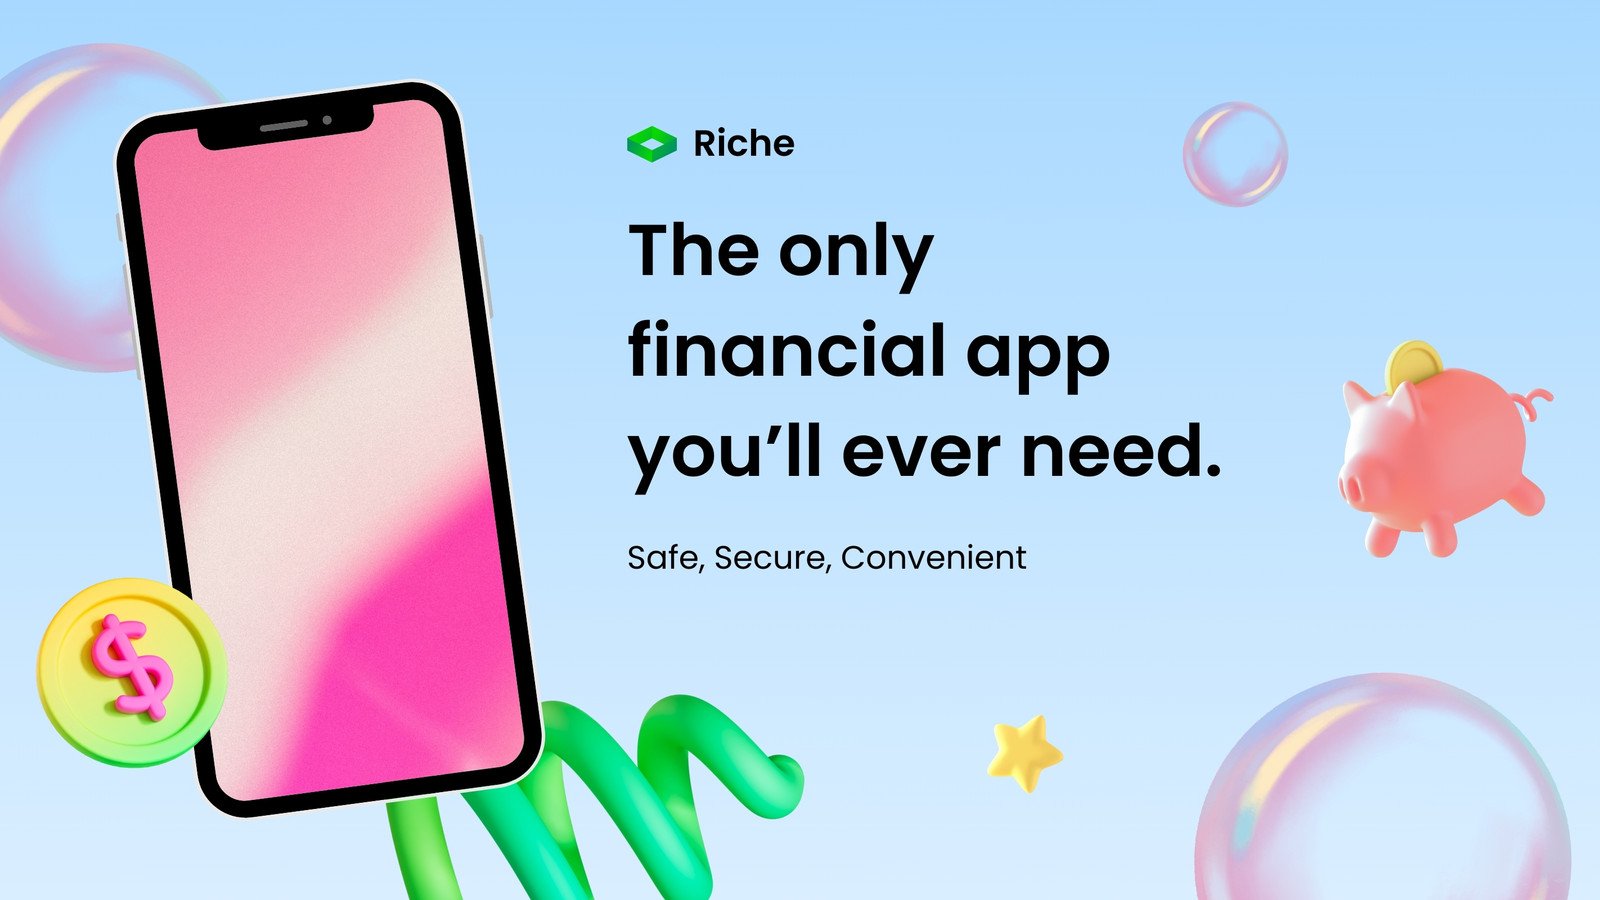 Riche
The only
financial app
you’ll ever need.
Safe, Secure, Convenient
$